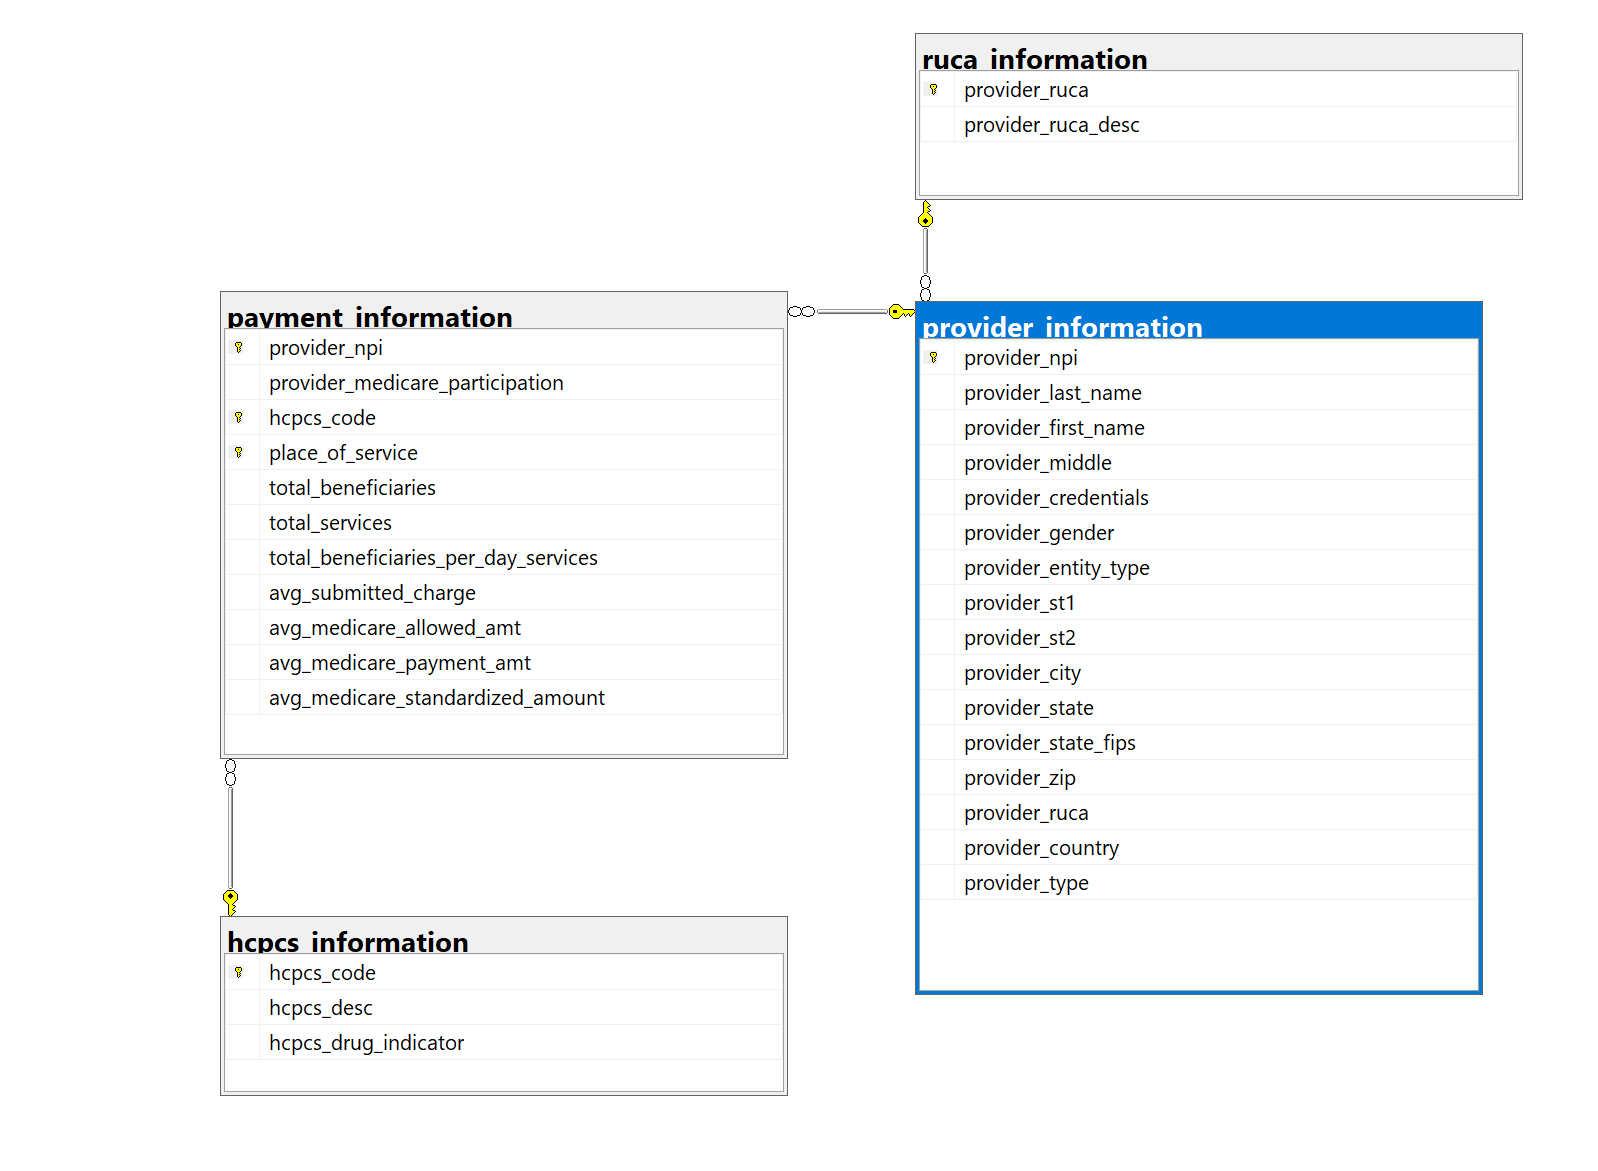 ruca_information
provider_ruca
provider_ruca_desc
payment_information
provider_npi
provider_medicare_participation
hcpcs_code
place_of_service
total_beneficiaries
total_services
total_beneficiaries_per_day_services
avg_submitted_charge
avg_medicare_allowed_amt
avg_medicare_payment_amt
avg_medicare_standardized_amount
provider_information
provider_npi
provider_last_name
provider_first_name
provider_middle
provider_credentials
provider_gender
provider_entity_type
provider_st1
provider_st2
provider_city
provider_state
provider_state_fips
provider_zip
provider_ruca
provider_country
provider_type
hcpcs_information
hcpcs_code
hcpcs_desc
hcpcs_drug_indicator